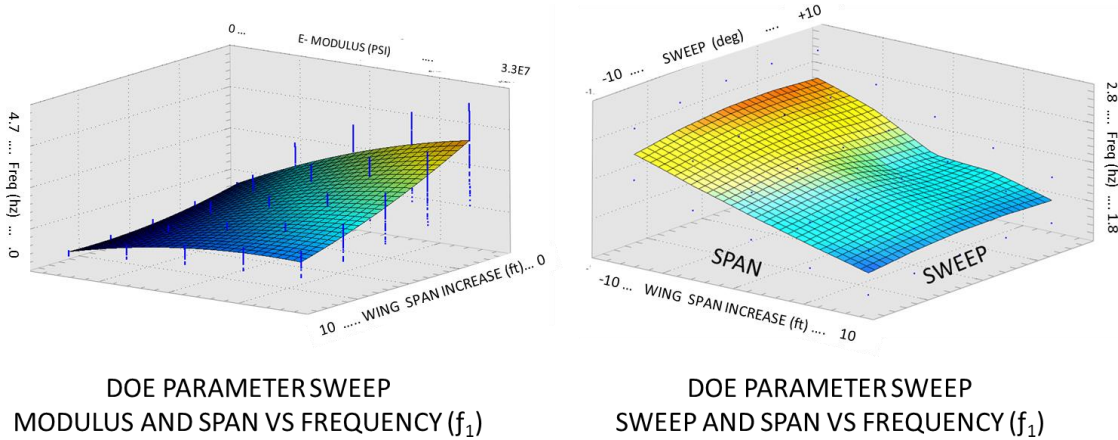 0 ...
E- MODULUS (PSI)
....
3.3E7
4.7 .... Freq (hz) ... .0
10 ..... WING SPAN INCREASE (ft)... 0
DOE PARAMETER SWEEP
MODULUS AND SPAN VS FREQUENCY (ƒ1)
-10 .... SWEEP (deg) .... +10
2.8 .... Freq (hz) .... 1.8
SPAN
SWEEP
-10 ... WING SPAN INCREASE (ft) .... 10
DOE PARAMETER SWEEP
SWEEP AND SPAN VS FREQUENCY (ƒ1)